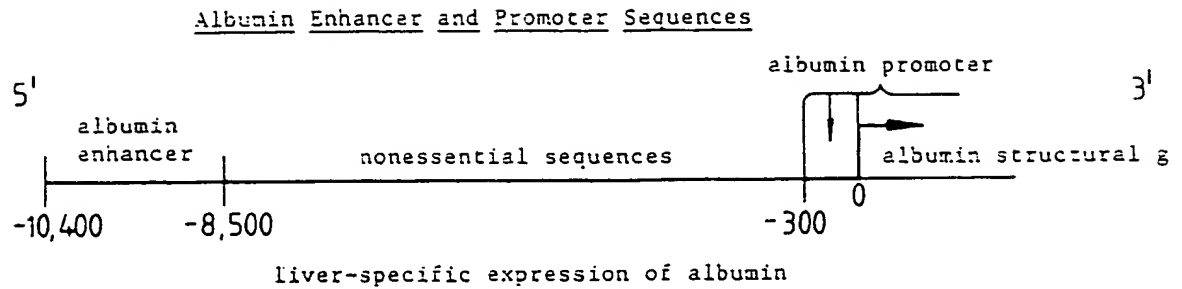 Albumin Enhancer and Promoter Sequences
albumin promoter
5' 3'
albumin
enhancer nonessential sequences albumin structural g
-10,400 -8,500 -300 0
liver-specific expression of albumin